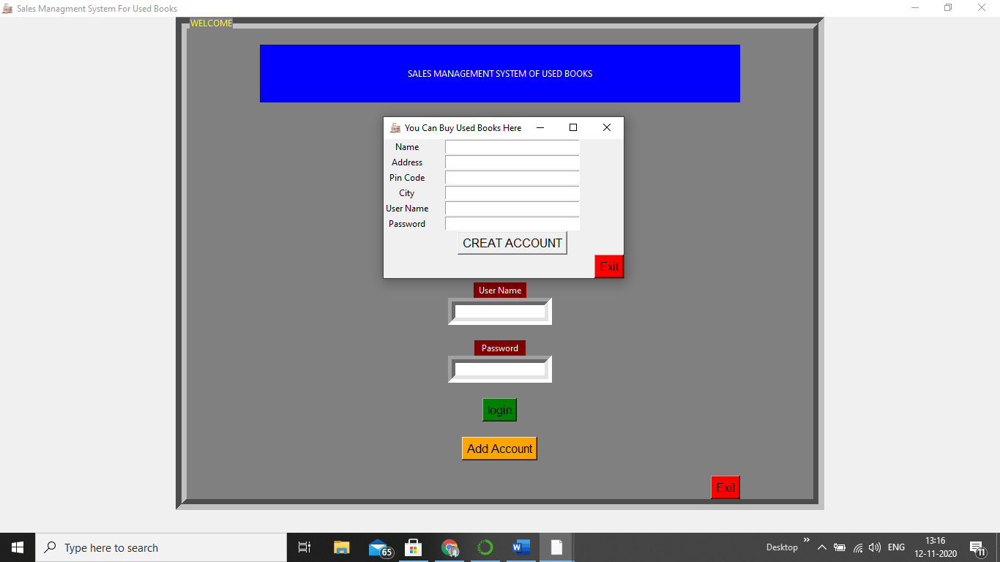 Sales Managment System For Used Books
WELCOME
SALES MANAGEMENT SYSTEM OF USED BOOKS
You Can Buy Used Books Here
Name
Address
Pin Code
City
User Name
Password
CREAT ACCOUNT
Exit
User Name
Password
login
Add Account
Exit
Type here to search
65
W
Desktop
ENG
13:16
12-11-2020
11